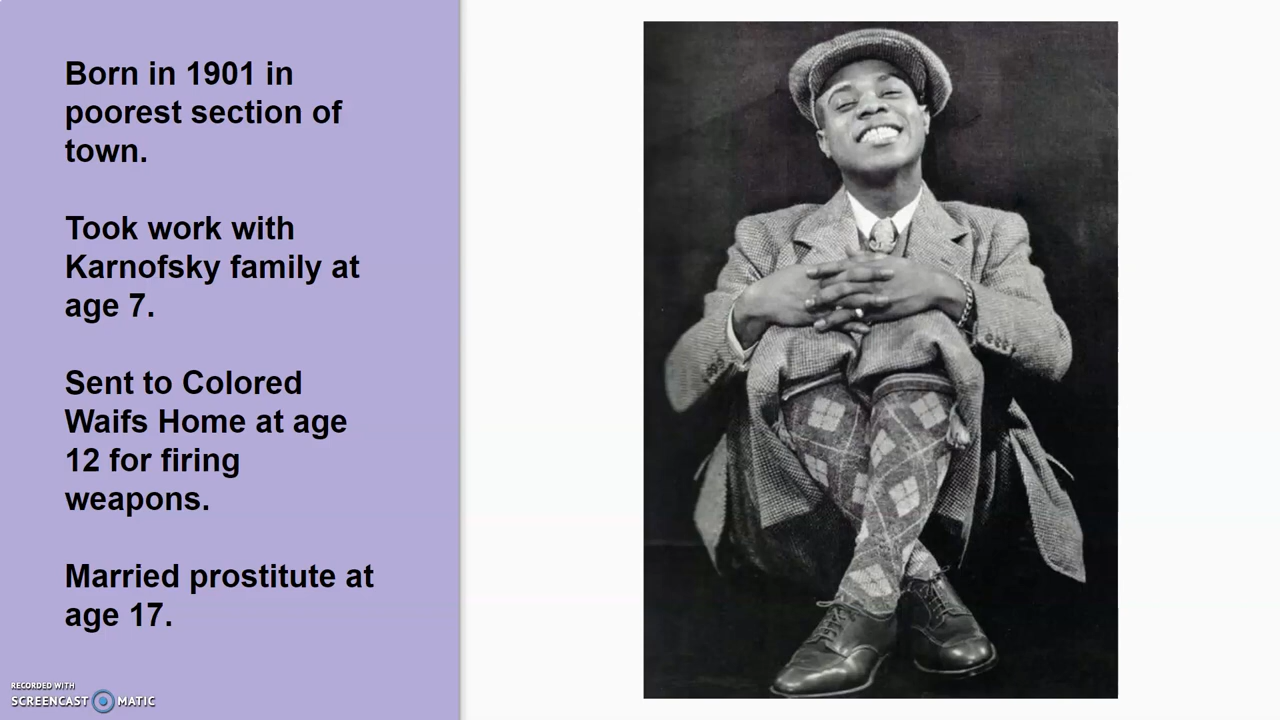 Born in 1901 in
poorest section of
town.
Took work with
Karnofsky family at
age 7.
Sent to Colored
Waifs Home at age
12 for firing
weapons.
Married prostitute at
age 17.
RECORDED WITH
SCREENCAST MATIC